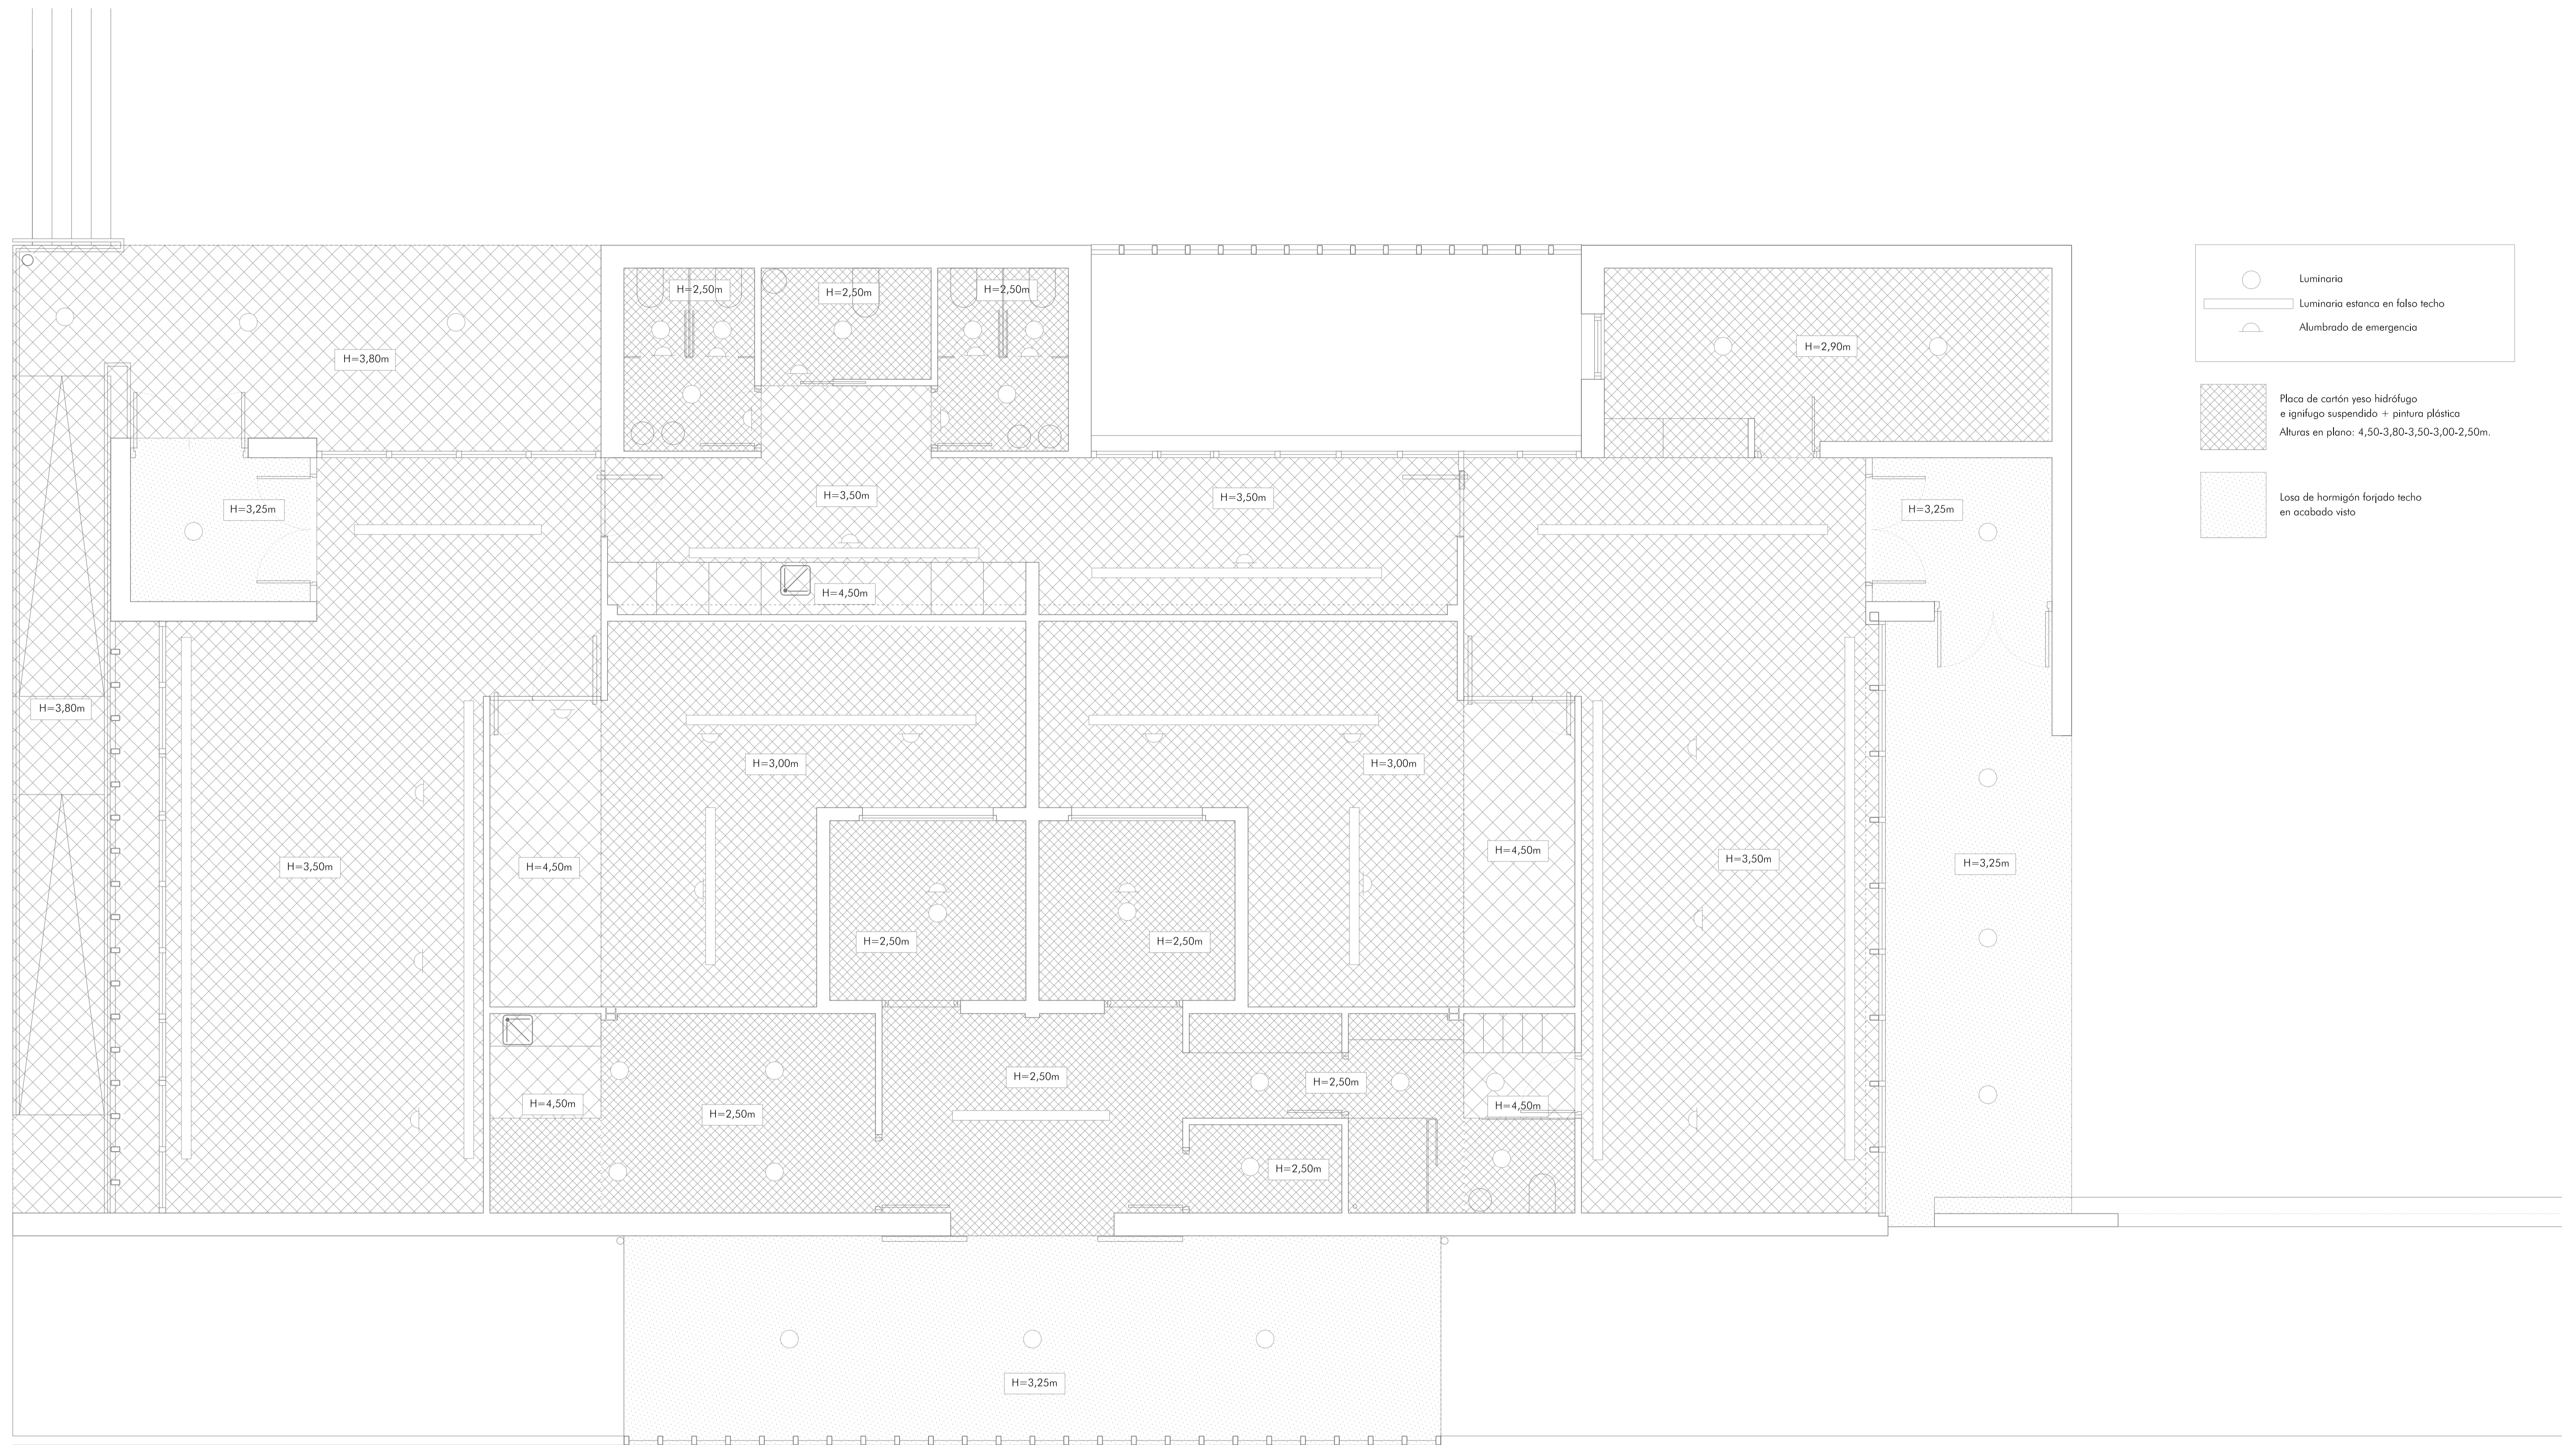 H=2,50m
H=2,50m
H=2,50m
Luminaria
Luminaria estanca en falso techo
Alumbrado de emergencia
H=3,80m
H=2,90m
Placa de cartón yeso hidrófugo
e ignifugo suspendido + pintura plástica
Alturas en plano: 4,50-3,80-3,50-3,00-2,50m.
H=3,25m
H=3,50m
H=3,50m
H=3,25m
Losa de hormigón forjado techo
en acabado visto
H=4,50m
H=3,80m
H=3,00m
H=3,00m
H=3,50m
H=4,50m
H=4,50m
H=3,50m
H=3,25m
H=2,50m
H=2,50m
H=4,50m
H=2,50m
H=2,50m
H=2,50m
H=4,50m
H=2,50m
H=3,25m